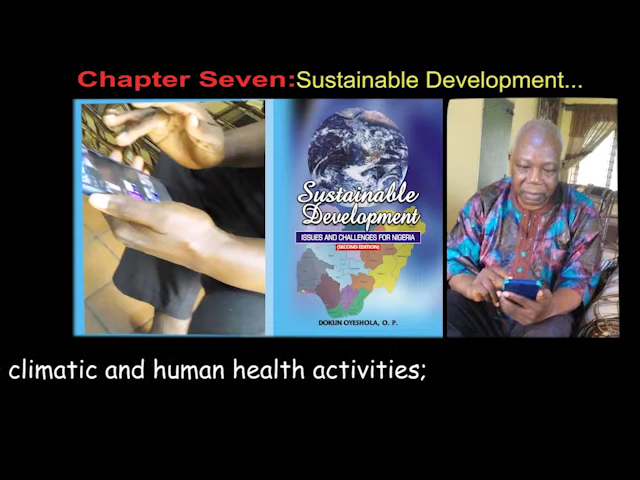 Chapter Seven:Sustainable Development...
Sustainable
Development
ISSUES AND CHALLENGES FOR NIGERIA
(SECOND EDITION)
DOKUN OYESHOLA, O. P.
climatic and human health activities;